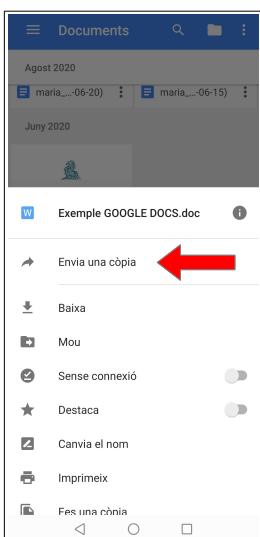 Documents
Agost 2020
maria_...-06-20)
maria_...-06-15)
Juny 2020
W Exemple GOOGLE DOCS.doc
Envia una còpia
Baixa
Mou
Sense connexió
Destaca
Canvia el nom
Imprimeix
Fes una còpia